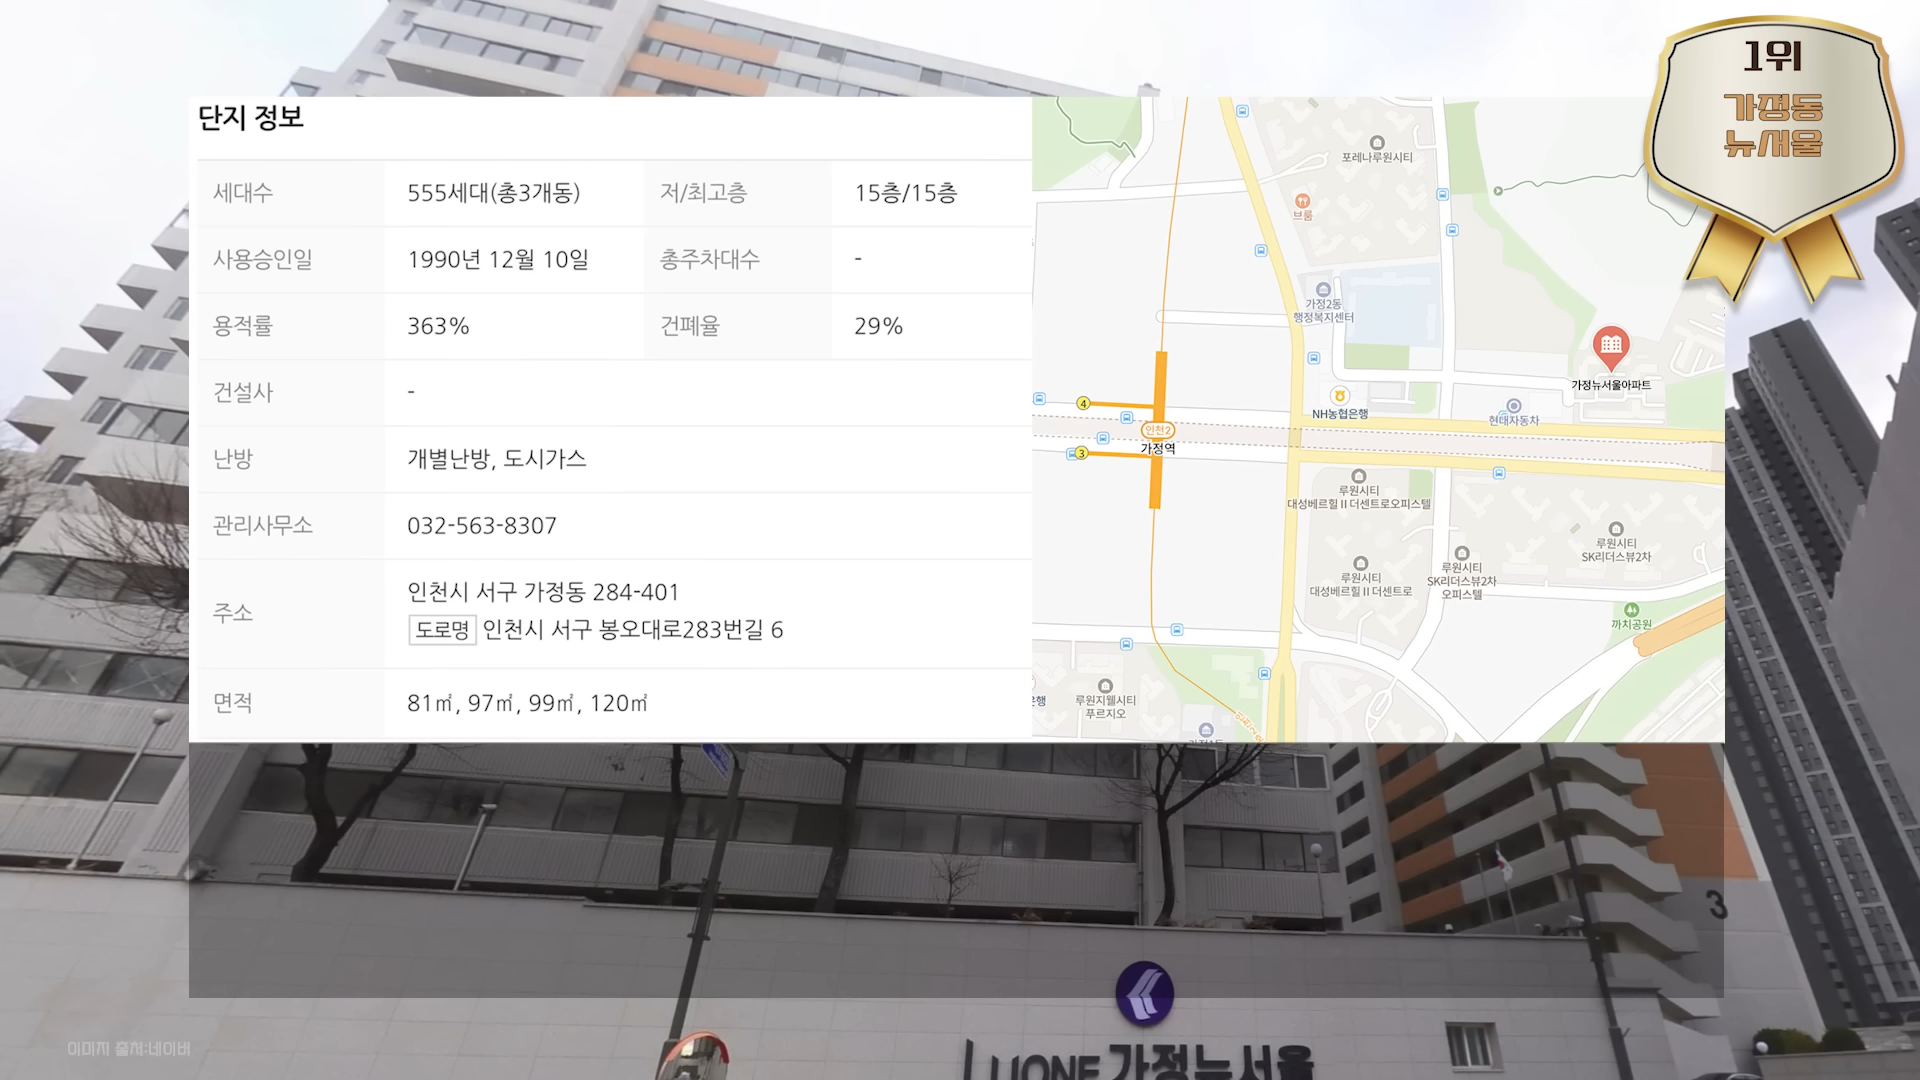 1위
가정동
뉴서울
단지 정보
세대수 555세대(총3개동) 저/최고층 15층/15층
사용승인일 1990년 12월 10일 총주차대수 -
용적률 363% 건폐율 29%
건설사 -
난방 개별난방, 도시가스
관리사무소 032-563-8307
주소 인천시 서구 가정동 284-401
도로명 인천시 서구 봉오대로283번길 6
면적 81㎡, 97㎡, 99㎡, 120㎡
포레나루원시티
브롱
가정2동
행정복지센터
가정뉴서울아파트
NH농협은행
현대자동차
4
인천2
가정역
3
루원시티
대성베르힐Ⅱ더센트로오피스텔
루원시티
SK리더스뷰2차
루원시티
대성베르힐Ⅱ더센트로
루원시티
SK리더스뷰2차
오피스텔
까치공원
루원지웰시티
푸르지오
3
LUONE 가정뉴서울
이미지 출처:네이버